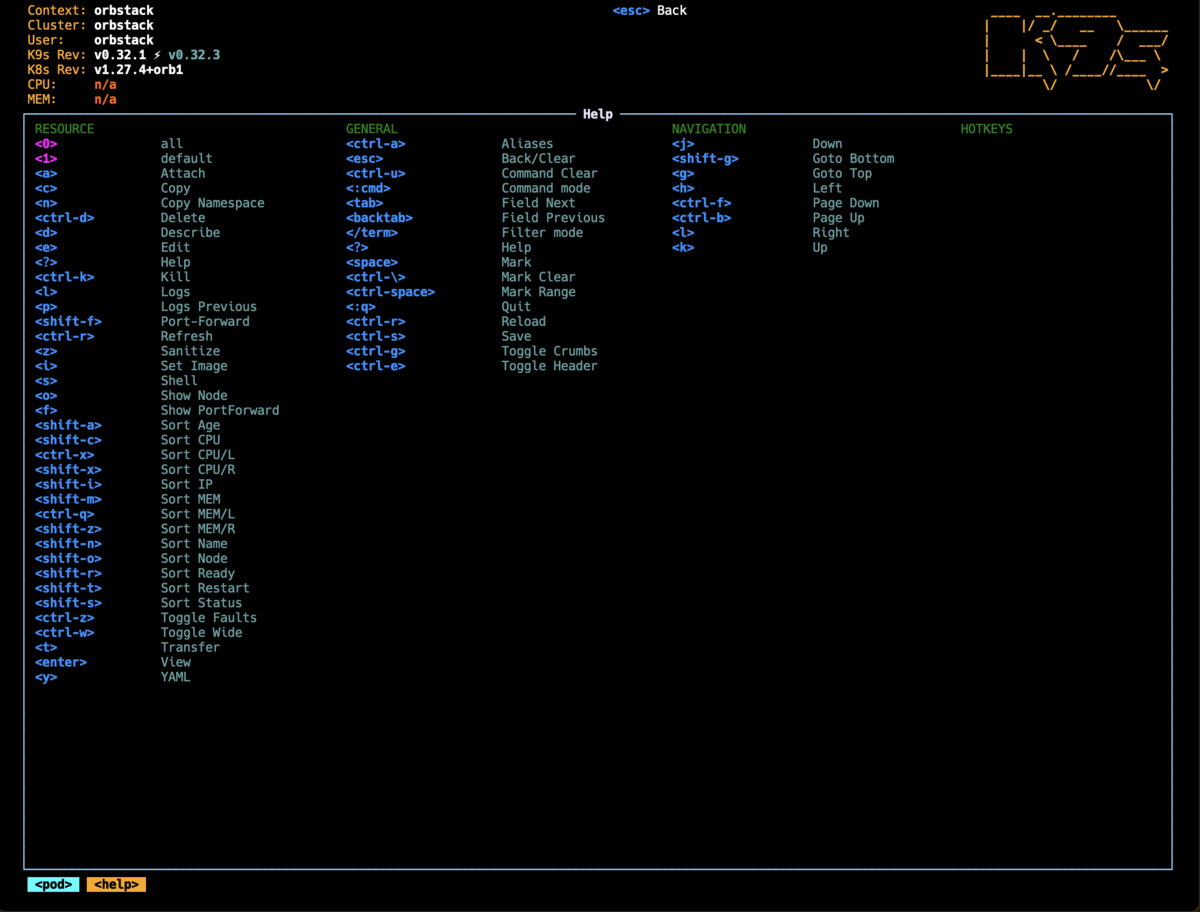 Context: orbstack
Cluster: orbstack
User: orbstack
K9s Rev: v0.32.1 ⚡ v0.32.3
K8s Rev: v1.27.4+orb1
CPU: n/a
MEM: n/a
<esc> Back
Help
RESOURCE
<0> all
<1> default
<a> Attach
<c> Copy
<n> Copy Namespace
<ctrl-d> Delete
<d> Describe
<e> Edit
<?> Help
<ctrl-k> Kill
<l> Logs
<p> Logs Previous
<shift-f> Port-Forward
<ctrl-r> Refresh
<z> Sanitize
<i> Set Image
<s> Shell
<o> Show Node
<f> Show PortForward
<shift-a> Sort Age
<shift-c> Sort CPU
<ctrl-x> Sort CPU/L
<shift-x> Sort CPU/R
<shift-i> Sort IP
<shift-m> Sort MEM
<ctrl-q> Sort MEM/L
<shift-z> Sort MEM/R
<shift-n> Sort Name
<shift-o> Sort Node
<shift-r> Sort Ready
<shift-t> Sort Restart
<shift-s> Sort Status
<ctrl-z> Toggle Faults
<ctrl-w> Toggle Wide
<t> Transfer
<enter> View
<y> YAML
GENERAL
<ctrl-a> Aliases
<esc> Back/Clear
<ctrl-u> Command Clear
<:cmd> Command mode
<tab> Field Next
<backtab> Field Previous
</term> Filter mode
<?> Help
<space> Mark
<ctrl-\> Mark Clear
<ctrl-space> Mark Range
<:q> Quit
<ctrl-r> Reload
<ctrl-s> Save
<ctrl-g> Toggle Crumbs
<ctrl-e> Toggle Header
NAVIGATION
<j> Down
<shift-g> Goto Bottom
<g> Goto Top
<h> Left
<ctrl-f> Page Down
<ctrl-b> Page Up
<l> Right
<k> Up
HOTKEYS
<pod> <help>